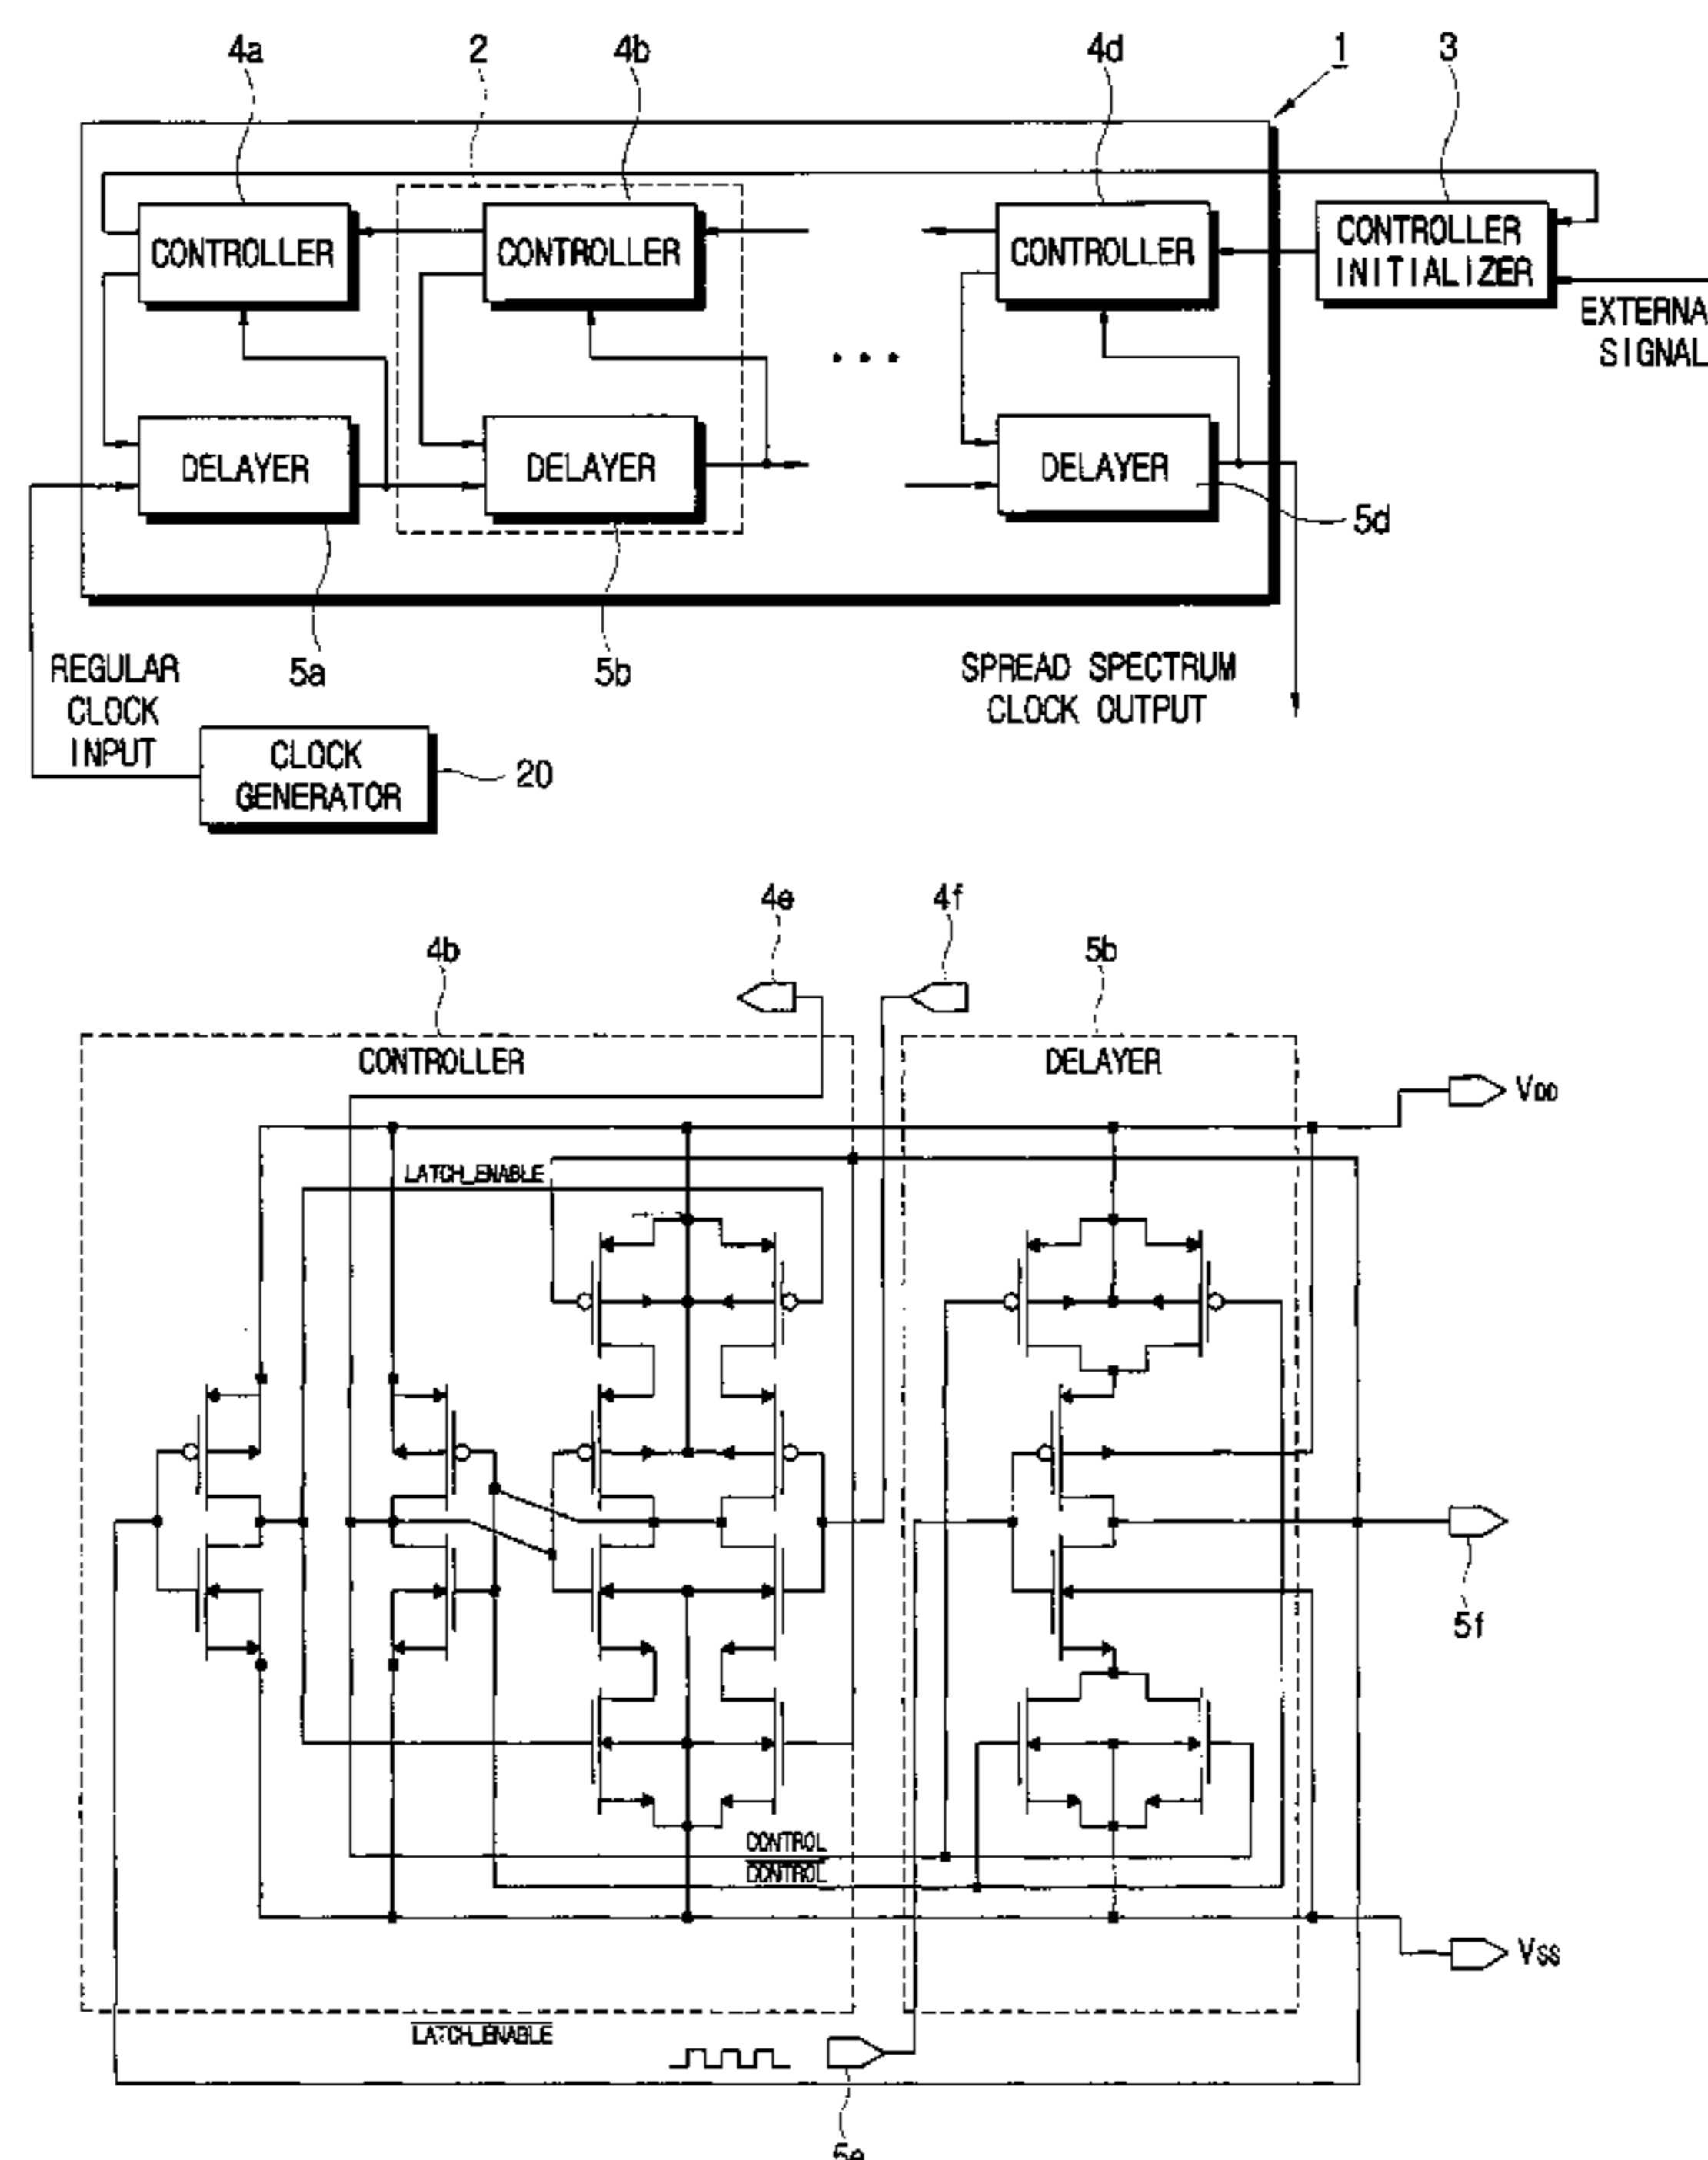 4a
2
4b
4d
1
3
CONTROLLER
CONTROLLER
CONTROLLER
CONTROLLER
INITIALIZER
EXTERNA
SIGNAL
DELAYER
DELAYER
DELAYER
5d
5a
5b
REGULAR
CLOCK
INPUT
SPREAD SPECTRUM
CLOCK OUTPUT
CLOCK
GENERATOR
20
4e
4f
4b
5b
CONTROLLER
DELAYER
VDD
LATCH_ENABLE
5f
CONTROL
CONTROL
VSS
LATCH_ENABLE
5e